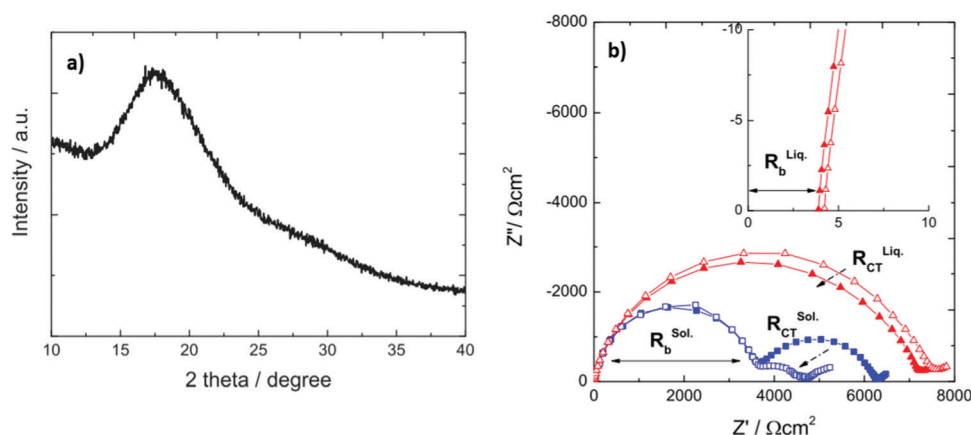 a)
Intensity / a.u.
10 15 20 25 30 35 40
2 theta / degree
b)
Z''/ Ωcm²
-8000
-6000
-4000
-2000
0
0 2000 4000 6000 8000
Z' / Ωcm²
-10
-5
0
0 5 10
R_b^Liq.
R_CT^Liq.
R_b^Sol.
R_CT^Sol.